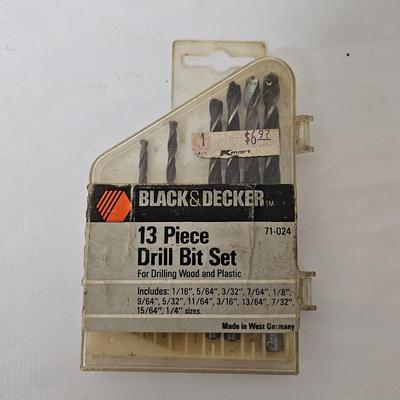 1 $6.97
Kmart
BLACK&DECKER™
13 Piece
71-024
Drill Bit Set
For Drilling Wood and Plastic
Includes: 1/16", 5/64", 3/32", 7/64", 1/8",
9/64", 5/32", 11/64", 3/16", 13/64", 7/32",
15/64", 1/4" sizes.
Made in West Germany